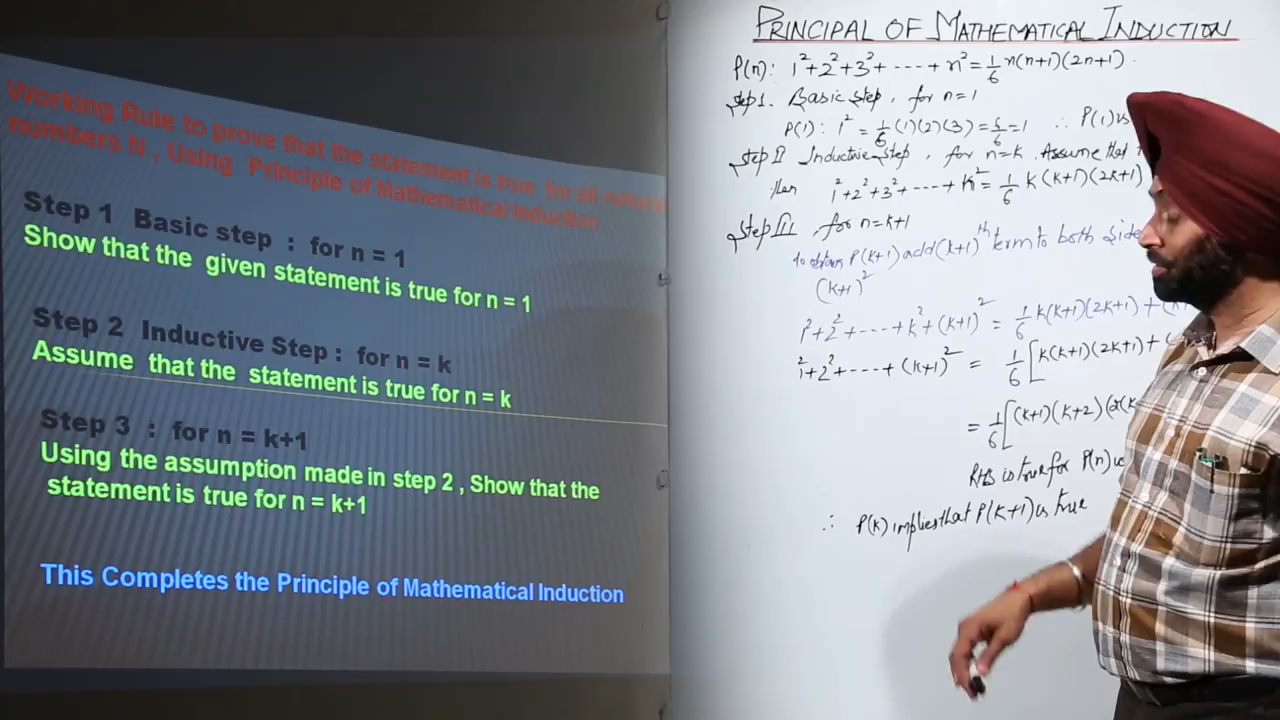 Working Rule to prove that the statement is true for all natural
numbers N , Using Principle of Mathematical Induction
Step 1 Basic step : for n = 1
Show that the given statement is true for n = 1
Step 2 Inductive Step : for n = k
Assume that the statement is true for n = k
Step 3 : for n = k+1
Using the assumption made in step 2 , Show that the
statement is true for n = k+1
This Completes the Principle of Mathematical Induction
PRINCIPAL OF MATHEMATICAL INDUCTION
P(n): 1²+2²+3²+ ---- + n² = 1/6 n(n+1)(2n+1).
Step 1. Basic Step, for n=1
P(1): 1² = 1/6 (1)(2)(3) = 6/6 = 1 ∴ P(1) is
Step II Inductive Step, for n=k. Assume that
then 1²+2²+3²+ ---- + k² = 1/6 k(k+1)(2k+1)
Step III, for n=k+1
to obtain P(k+1) add (k+1)th term to both side
(k+1)²
1²+2²+ ---- + k²+(k+1)² = 1/6 k(k+1)(2k+1) + (k+1
1²+2²+ ---- + (k+1)² = 1/6 [k(k+1)(2k+1) + (
= 1/6 [(k+1)(k+2)(2(k
RHS is true for P(n) is
∴ P(k) implies that P(k+1) is true